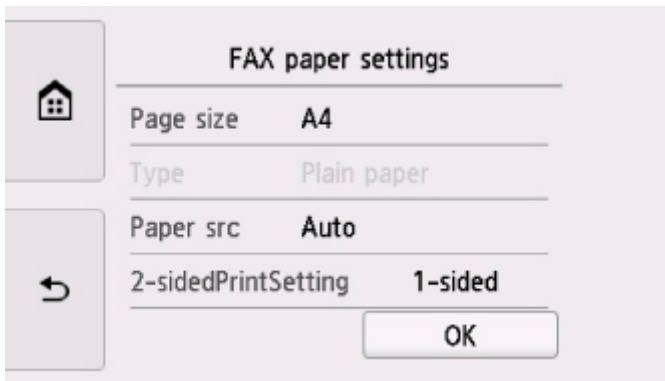 FAX paper settings
Page size A4
Type Plain paper
Paper src Auto
2-sidedPrintSetting 1-sided
OK